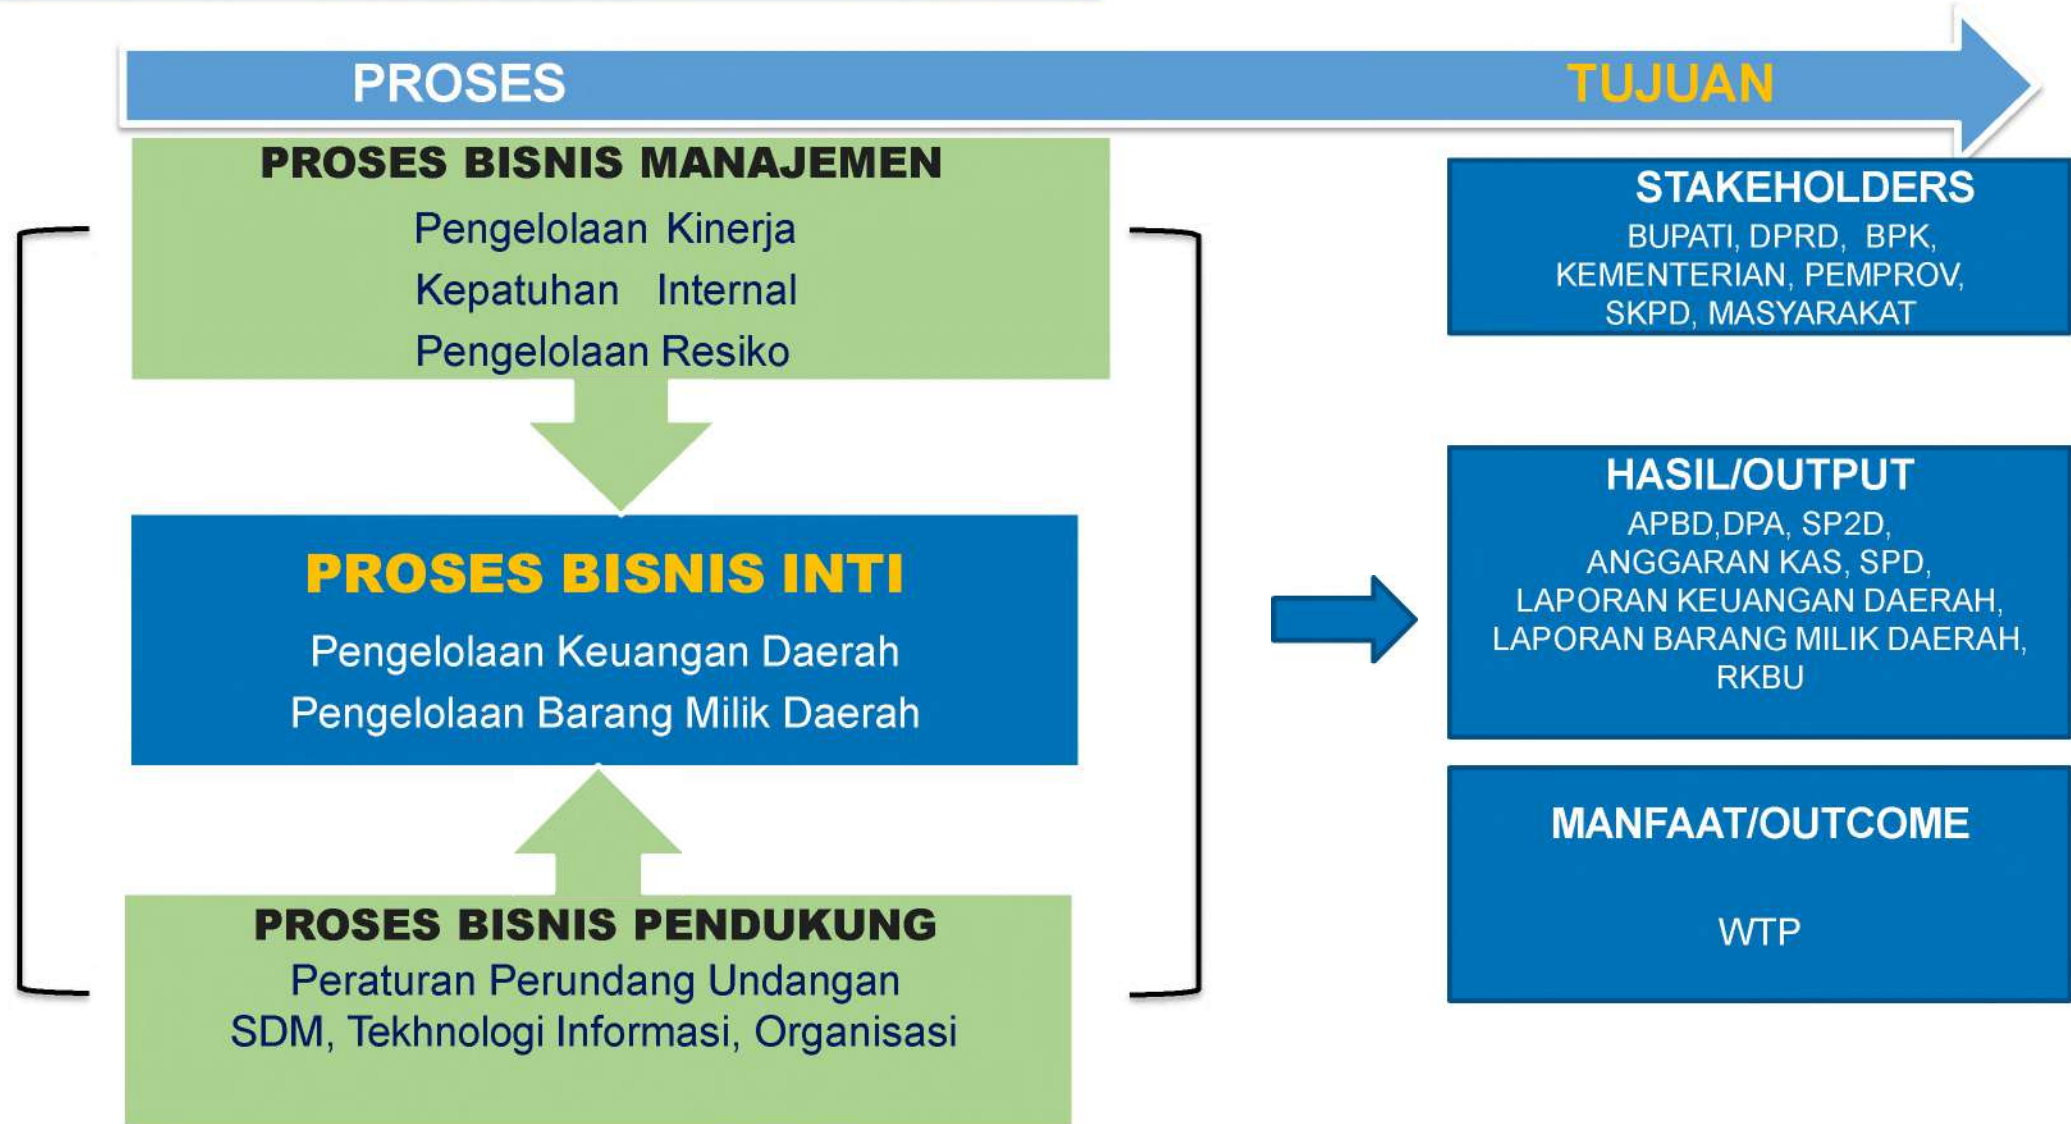 PROSES
TUJUAN
PROSES BISNIS MANAJEMEN
Pengelolaan Kinerja
Kepatuhan Internal
Pengelolaan Resiko
PROSES BISNIS INTI
Pengelolaan Keuangan Daerah
Pengelolaan Barang Milik Daerah
PROSES BISNIS PENDUKUNG
Peraturan Perundang Undangan
SDM, Tekhnologi Informasi, Organisasi
STAKEHOLDERS
BUPATI, DPRD, BPK,
KEMENTERIAN, PEMPROV,
SKPD, MASYARAKAT
HASIL/OUTPUT
APBD,DPA, SP2D,
ANGGARAN KAS, SPD,
LAPORAN KEUANGAN DAERAH,
LAPORAN BARANG MILIK DAERAH,
RKBU
MANFAAT/OUTCOME
WTP